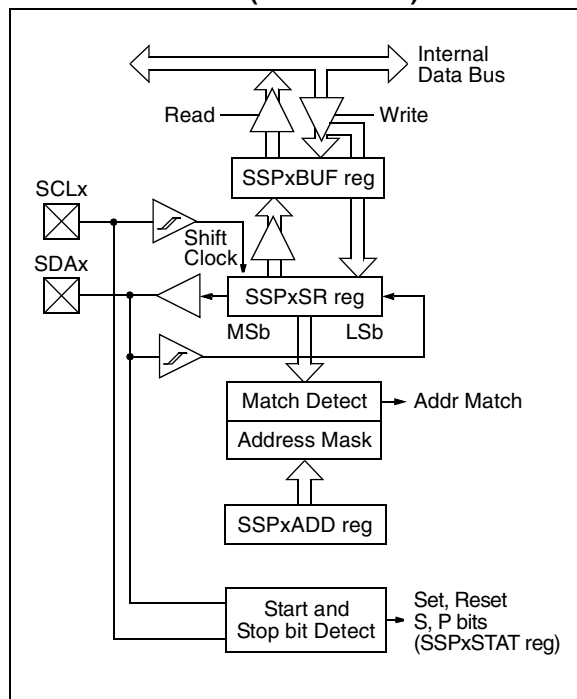 Internal
Data Bus
Read
Write
SSPxBUF reg
SCLx
Shift
Clock
SDAx
SSPxSR reg
MSb
LSb
Match Detect
Addr Match
Address Mask
SSPxADD reg
Start and
Stop bit Detect
Set, Reset
S, P bits
(SSPxSTAT reg)